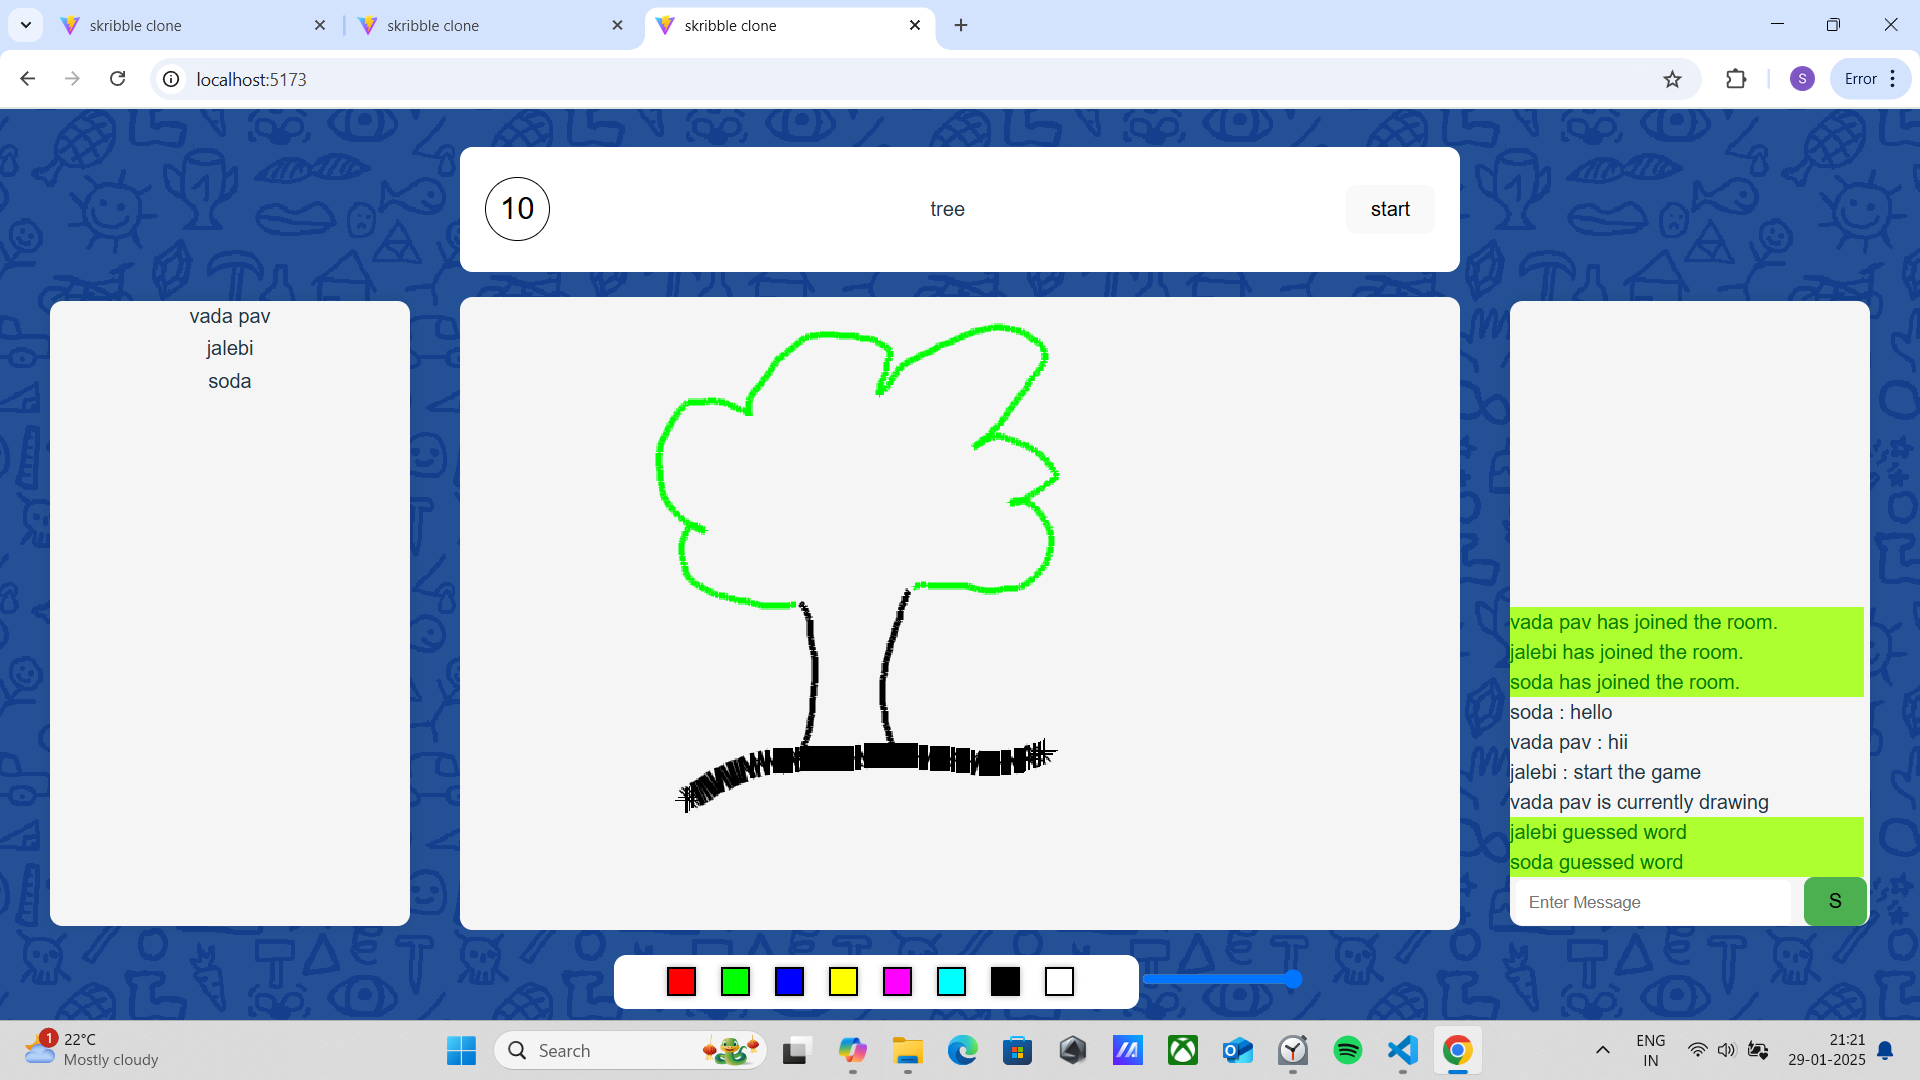 skribble clone
skribble clone
skribble clone
localhost:5173
S
Error
10
tree
start
vada pav
jalebi
soda
vada pav has joined the room.
jalebi has joined the room.
soda has joined the room.
soda : hello
vada pav : hii
jalebi : start the game
vada pav is currently drawing
jalebi guessed word
soda guessed word
Enter Message
S
1
22°C
Mostly cloudy
Search
ENG
IN
21:21
29-01-2025